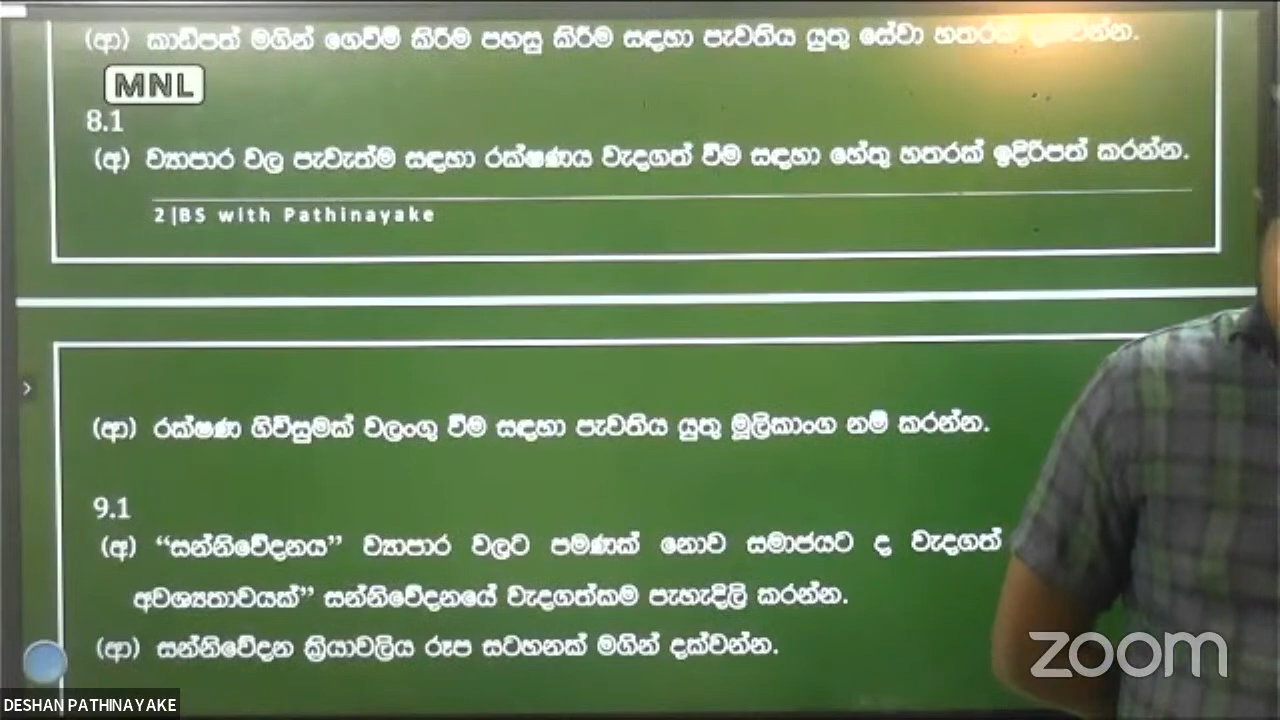 (ආ) කාඩ්පත් මගින් ගෙවීම් කිරීම පහසු කිරීම සඳහා පැවතිය යුතු සේවා හතරක් දක්වන්න.
MNL
8.1
(අ) ව්‍යාපාර වල පැවැත්ම සඳහා රක්ෂණය වැදගත් වීම සඳහා හේතු හතරක් ඉදිරිපත් කරන්න.
2|BS with Pathinayake
(ආ) රක්ෂණ ගිවිසුමක් වලංගු වීම සඳහා පැවතිය යුතු මූලිකාංග නම් කරන්න.
9.1
(අ) “සන්නිවේදනය” ව්‍යාපාර වලට පමණක් නොව සමාජයට ද වැදගත්
අවශ්‍යතාවයක්” සන්නිවේදනයේ වැදගත්කම පැහැදිලි කරන්න.
(ආ) සන්නිවේදන ක්‍රියාවලිය රූප සටහනක් මගින් දක්වන්න.
zoom
DESHAN PATHINAYAKE